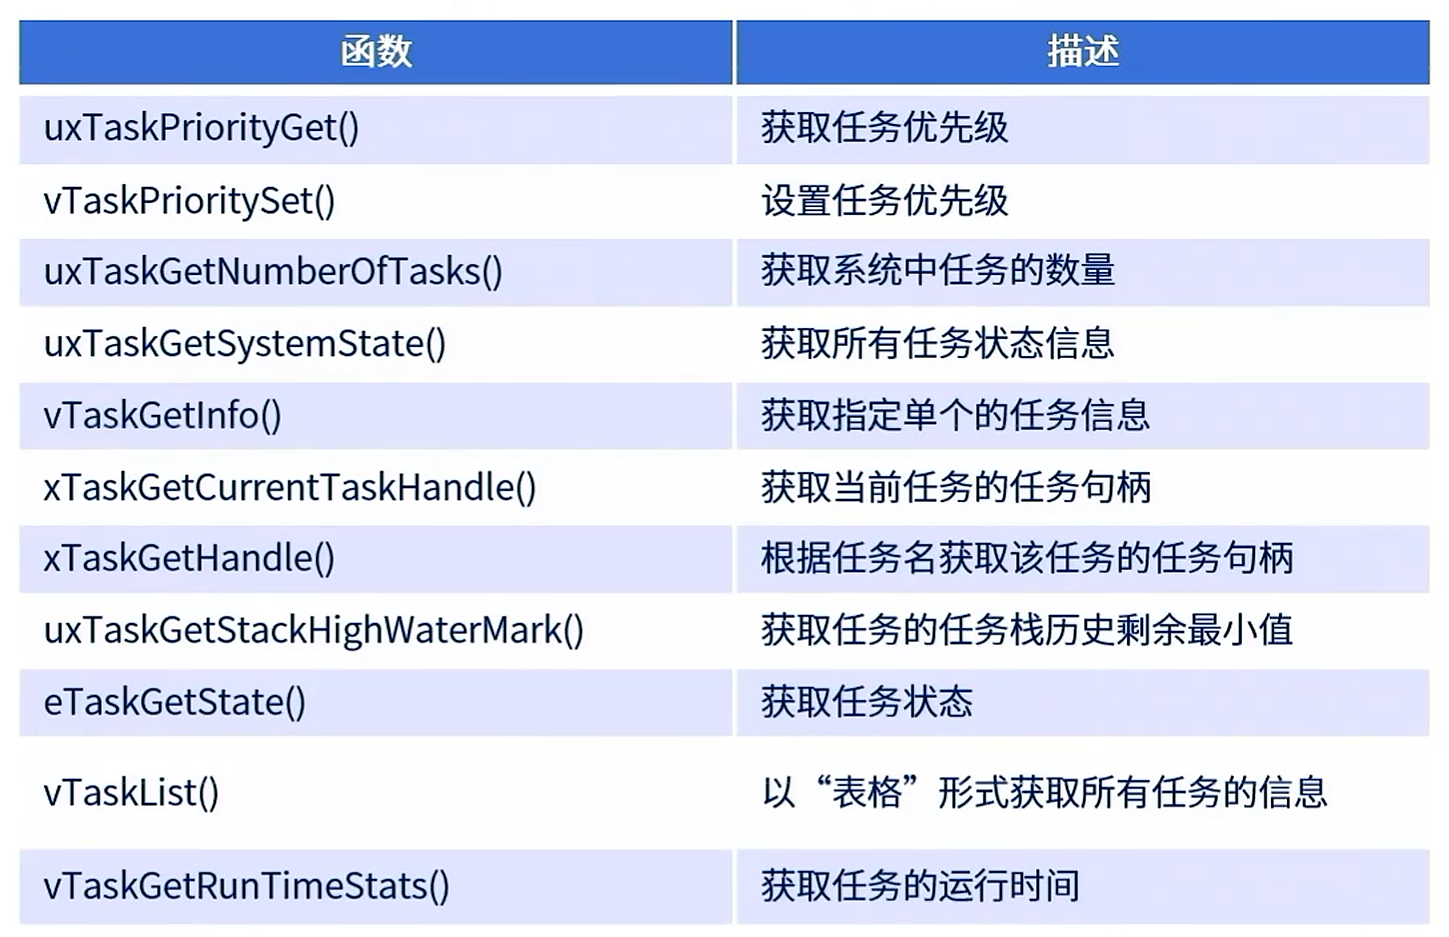 函数 描述
uxTaskPriorityGet() 获取任务优先级
vTaskPrioritySet() 设置任务优先级
uxTaskGetNumberOfTasks() 获取系统中任务的数量
uxTaskGetSystemState() 获取所有任务状态信息
vTaskGetInfo() 获取指定单个的任务信息
xTaskGetCurrentTaskHandle() 获取当前任务的任务句柄
xTaskGetHandle() 根据任务名获取该任务的任务句柄
uxTaskGetStackHighWaterMark() 获取任务的任务栈历史剩余最小值
eTaskGetState() 获取任务状态
vTaskList() 以“表格”形式获取所有任务的信息
vTaskGetRunTimeStats() 获取任务的运行时间